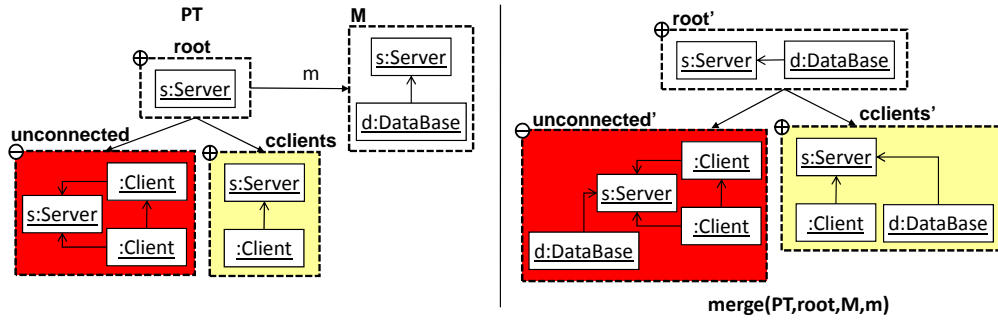 PT
M
root
⊕
s:Server
m
s:Server
d:DataBase
unconnected
⊖
:Client
s:Server
:Client
cclients
⊕
s:Server
:Client
root’
⊕
s:Server
d:DataBase
unconnected’
⊖
:Client
s:Server
:Client
d:DataBase
cclients’
⊕
s:Server
:Client
d:DataBase
merge(PT,root,M,m)